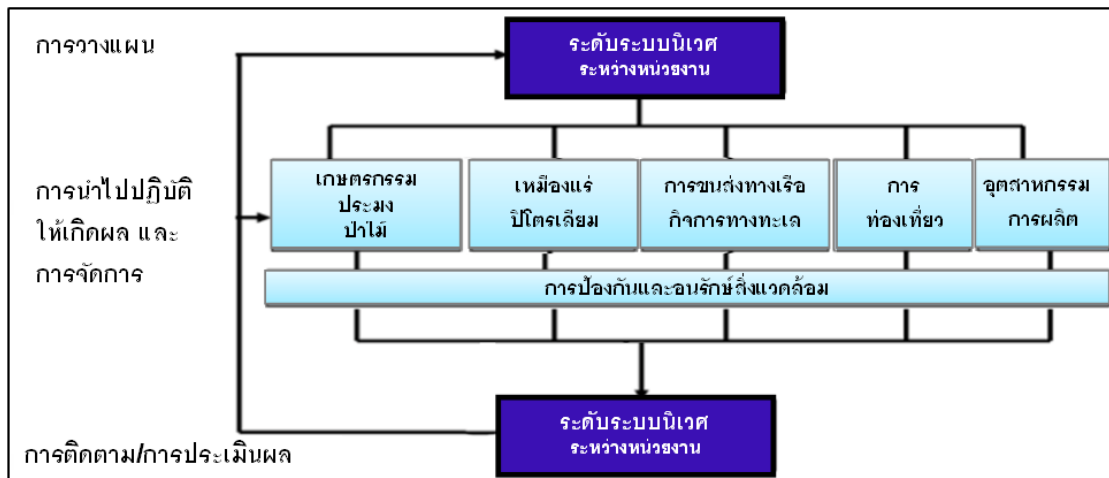 การวางแผน
ระดับระบบนิเวศ
ระหว่างหน่วยงาน
การนำไปปฏิบัติ
ให้เกิดผล และ
การจัดการ
เกษตรกรรม
ประมง
ป่าไม้
เหมืองแร่
ปิโตรเลียม
การขนส่งทางเรือ
กิจการทางทะเล
การ
ท่องเที่ยว
อุตสาหกรรม
การผลิต
การป้องกันและอนรักษ์สิ่งแวดล้อม
ระดับระบบนิเวศ
ระหว่างหน่วยงาน
การติดตาม/การประเมินผล